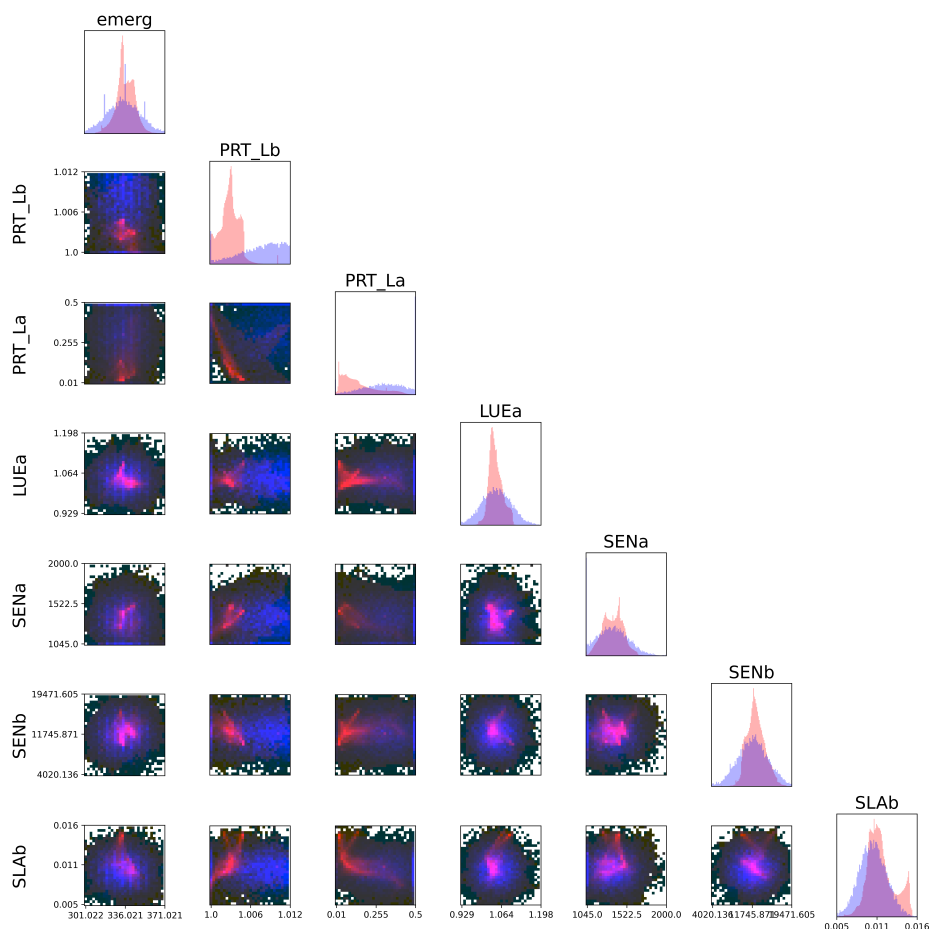 emerg
PRT_Lb
PRT_Lb
1.012
1.006
1.0
PRT_La
PRT_La
0.5
0.255
0.01
LUEa
LUEa
1.198
1.064
0.929
SENa
SENa
2000.0
1522.5
1045.0
SENb
SENb
19471.605
11745.871
4020.136
SLAb
SLAb
0.016
0.011
0.005
301.022 336.021 371.021
1.0 1.006 1.012
0.01 0.255 0.5
0.929 1.064 1.198
1045.0 1522.5 2000.0
4020.136 11745.871 19471.605
0.005 0.011 0.016